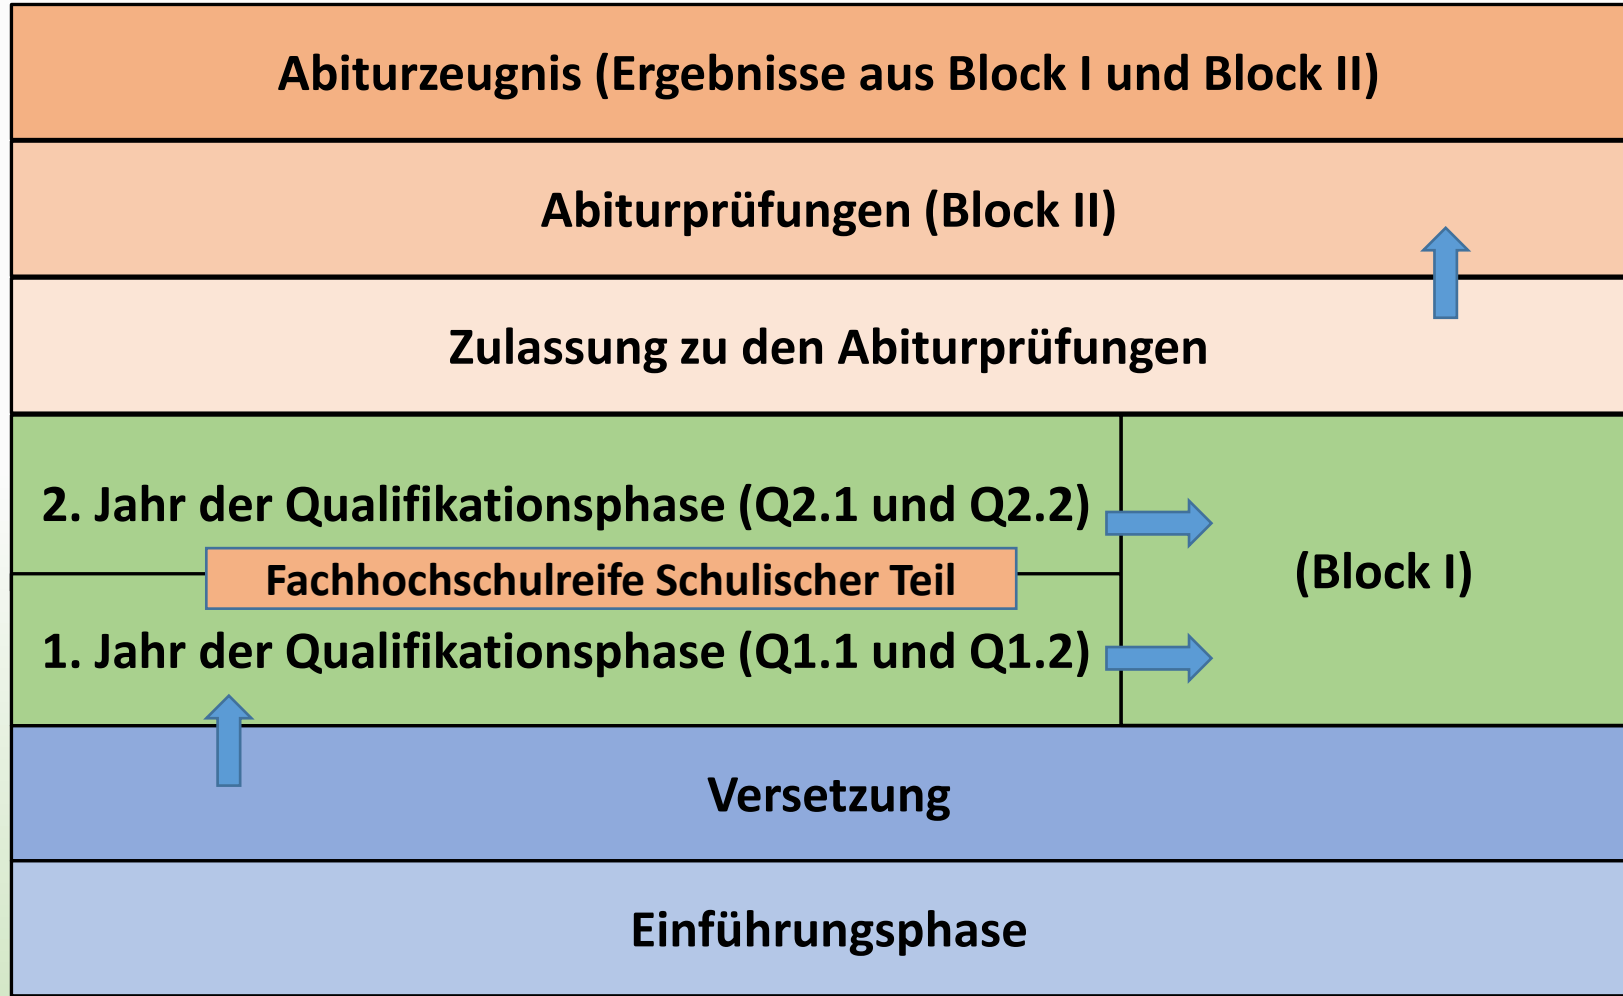 Abiturzeugnis (Ergebnisse aus Block I und Block II)
Abiturprüfungen (Block II)
Zulassung zu den Abiturprüfungen
2. Jahr der Qualifikationsphase (Q2.1 und Q2.2)
Fachhochschulreife Schulischer Teil
1. Jahr der Qualifikationsphase (Q1.1 und Q1.2)
(Block I)
Versetzung
Einführungsphase